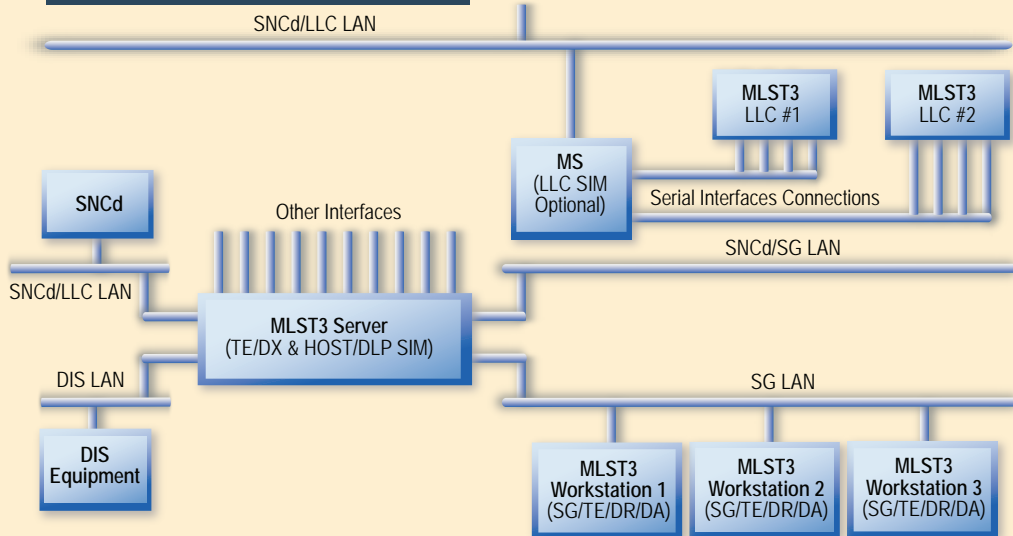 SNCd/LLC LAN
MLST3
LLC #1
MLST3
LLC #2
MS
(LLC SIM
Optional)
Serial Interfaces Connections
SNCd
Other Interfaces
SNCd/SG LAN
SNCd/LLC LAN
MLST3 Server
(TE/DX & HOST/DLP SIM)
DIS LAN
SG LAN
DIS
Equipment
MLST3
Workstation 1
(SG/TE/DR/DA)
MLST3
Workstation 2
(SG/TE/DR/DA)
MLST3
Workstation 3
(SG/TE/DR/DA)